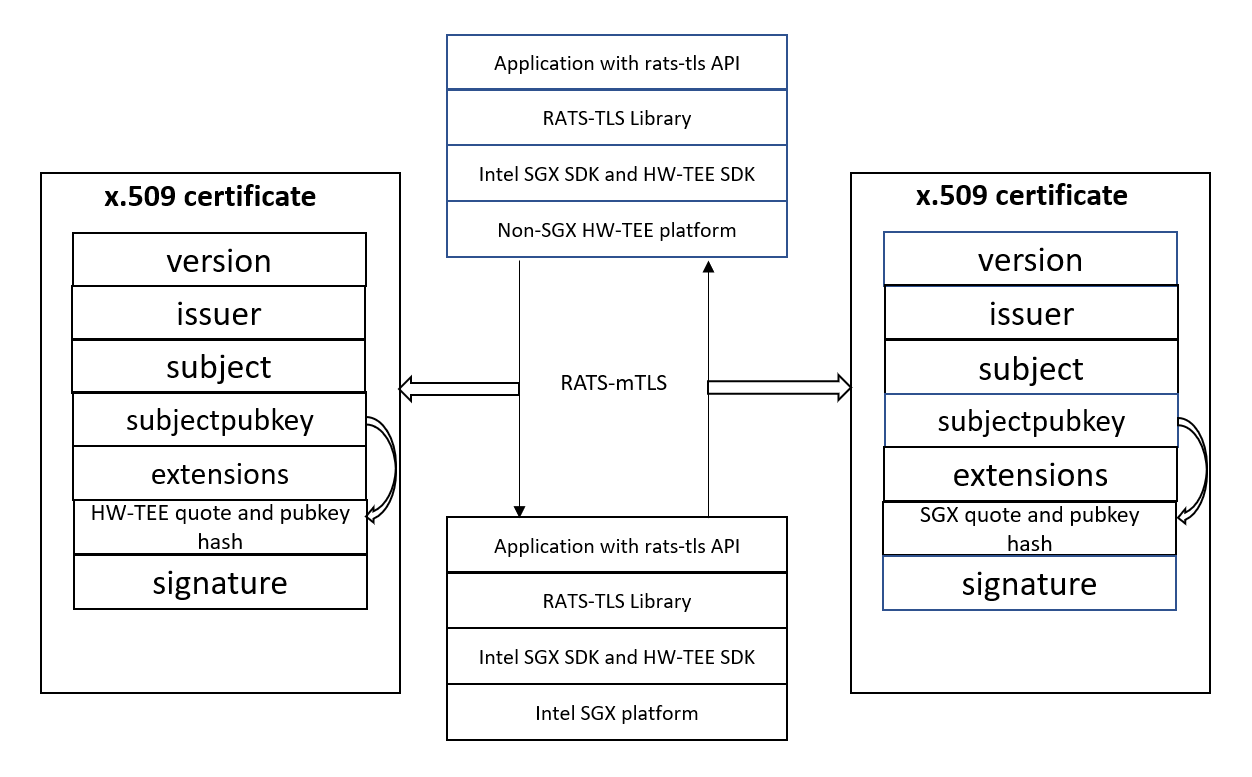 Application with rats-tls API
RATS-TLS Library
Intel SGX SDK and HW-TEE SDK
Non-SGX HW-TEE platform
x.509 certificate
version
issuer
subject
subjectpubkey
extensions
HW-TEE quote and pubkey
hash
signature
RATS-mTLS
x.509 certificate
version
issuer
subject
subjectpubkey
extensions
SGX quote and pubkey
hash
signature
Application with rats-tls API
RATS-TLS Library
Intel SGX SDK and HW-TEE SDK
Intel SGX platform